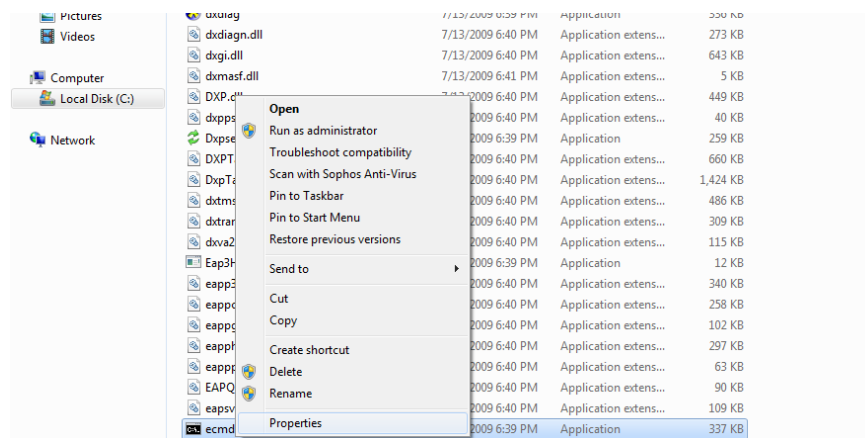 Pictures
Videos
Computer
Local Disk (C:)
Network
dxdiag 7/13/2009 6:39 PM Application 336 KB
dxdiagn.dll 7/13/2009 6:40 PM Application extens... 273 KB
dxgi.dll 7/13/2009 6:40 PM Application extens... 643 KB
dxmasf.dll 7/13/2009 6:41 PM Application extens... 5 KB
DXP.dll 7/13/2009 6:40 PM Application extens... 449 KB
dxpps 2009 6:40 PM Application extens... 40 KB
Dxpse 2009 6:39 PM Application 259 KB
DXPT 2009 6:40 PM Application extens... 660 KB
DxpTa 2009 6:40 PM Application extens... 1,424 KB
dxtms 2009 6:40 PM Application extens... 486 KB
dxtran 2009 6:40 PM Application extens... 309 KB
dxva2 2009 6:40 PM Application extens... 115 KB
Eap3H 2009 6:39 PM Application 12 KB
eapp3 2009 6:40 PM Application extens... 340 KB
eappc 2009 6:40 PM Application extens... 258 KB
eappg 2009 6:40 PM Application extens... 102 KB
eapph 2009 6:40 PM Application extens... 297 KB
eappp 2009 6:40 PM Application extens... 63 KB
EAPQ 2009 6:40 PM Application extens... 90 KB
eapsv 2009 6:40 PM Application extens... 109 KB
ecmd 2009 6:39 PM Application 337 KB
Open
Run as administrator
Troubleshoot compatibility
Scan with Sophos Anti-Virus
Pin to Taskbar
Pin to Start Menu
Restore previous versions
Send to
Cut
Copy
Create shortcut
Delete
Rename
Properties